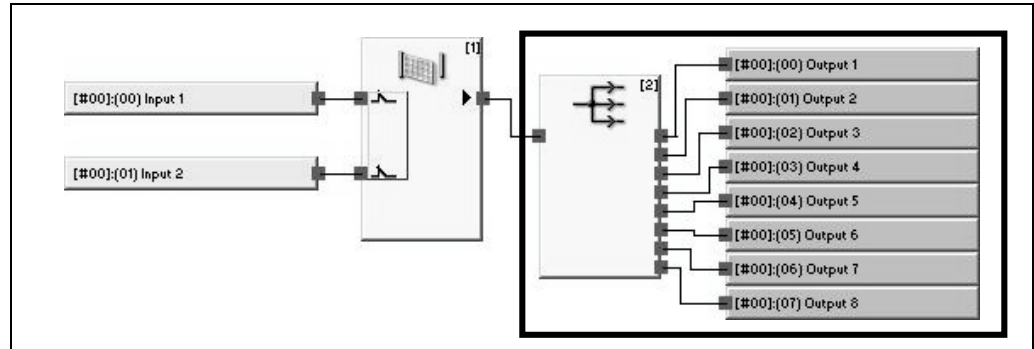 [1]
[#00]:(00) Input 1
[#00]:(01) Input 2
[2]
[#00]:(00) Output 1
[#00]:(01) Output 2
[#00]:(02) Output 3
[#00]:(03) Output 4
[#00]:(04) Output 5
[#00]:(05) Output 6
[#00]:(06) Output 7
[#00]:(07) Output 8